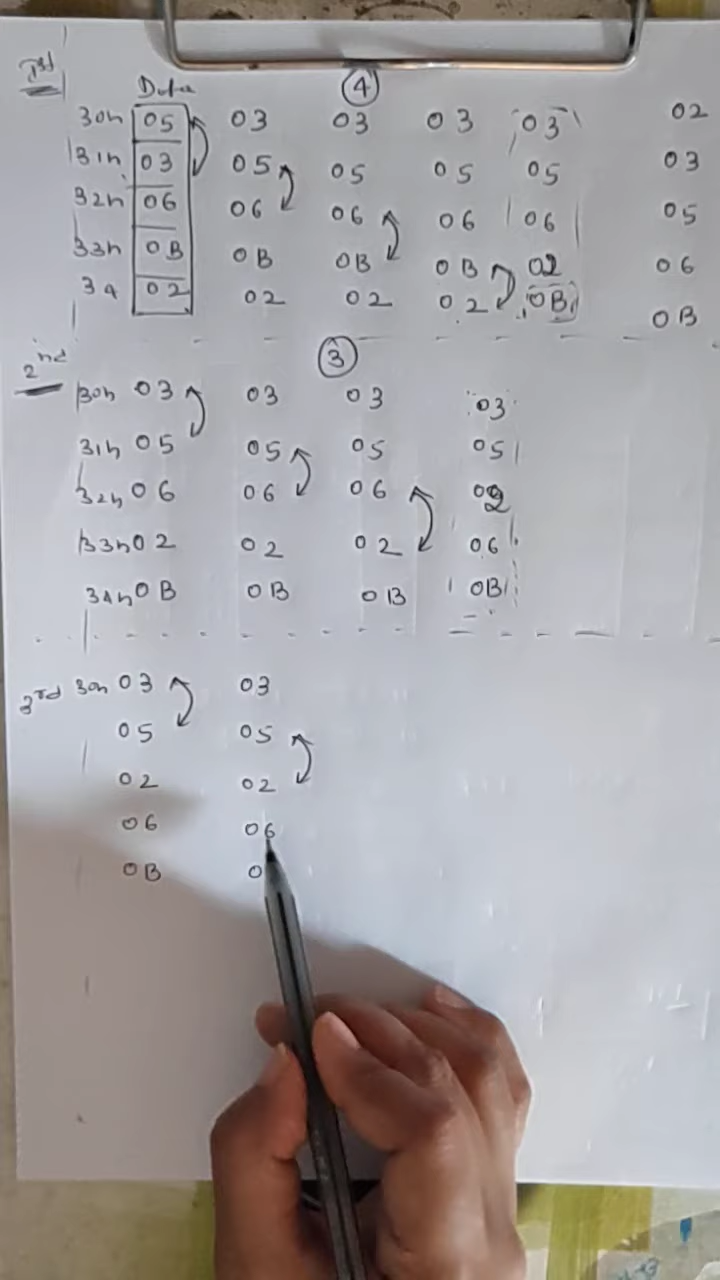 1st
Data ④
30h 05 03 03 03 03 02
31h 03 05 05 05 05 03
32h 06 06 06 06 06 05
33h 0B 0B 0B 0B 02 06
34 02 02 02 02 0B 0B
2nd ③
30h 03 03 03 03
31h 05 05 05 05
32h 06 06 06 02
33h 02 02 02 06
34h 0B 0B 0B 0B
3rd 30h 03 03
05 05
02 02
06 06
0B 0